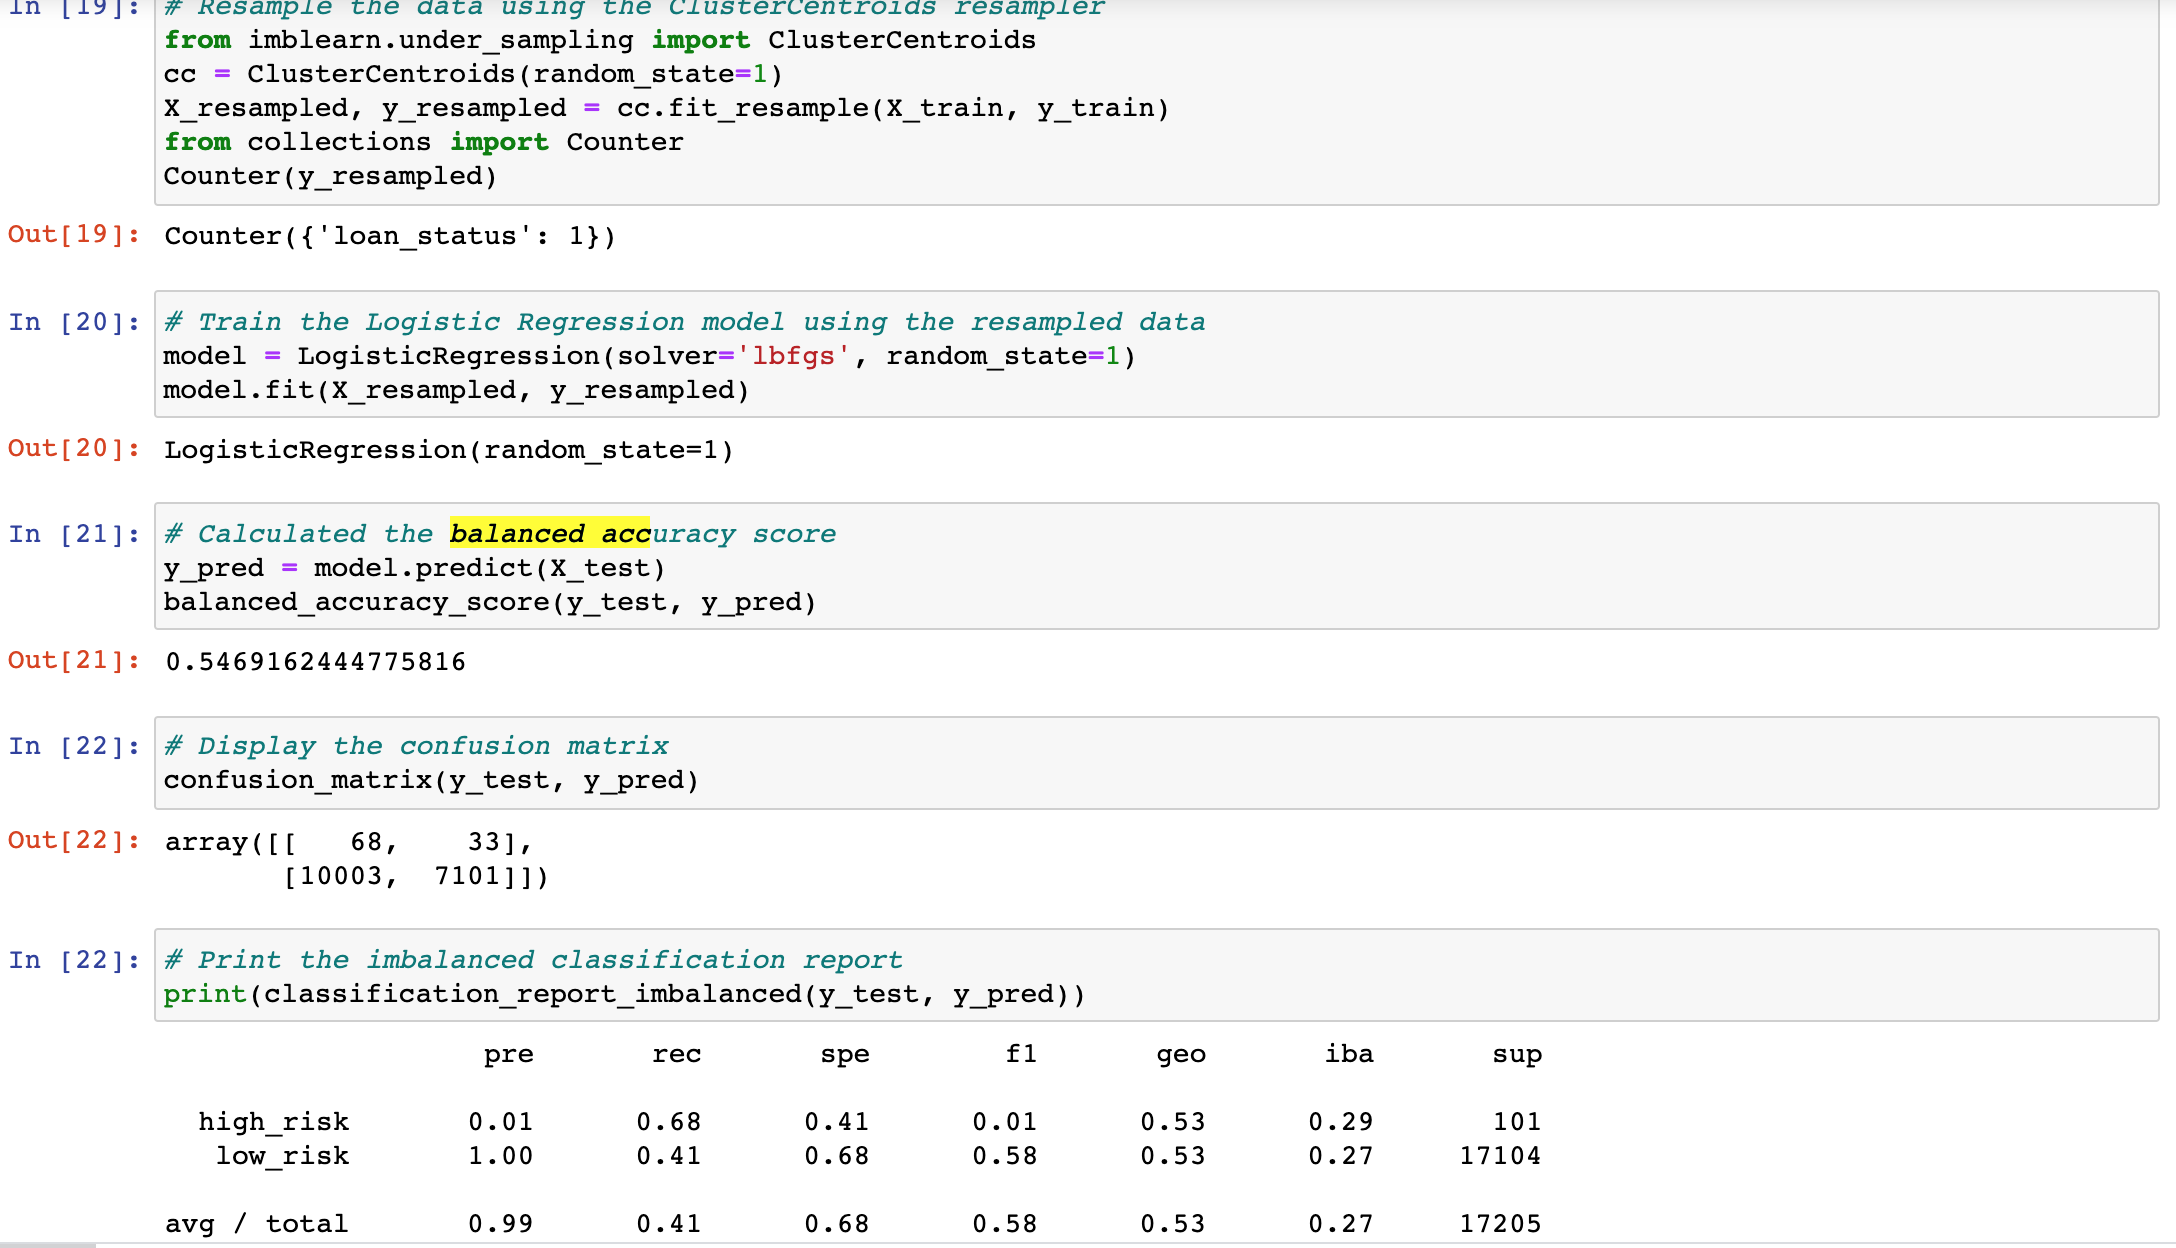 In [19]: # Resample the data using the ClusterCentroids resampler
from imblearn.under_sampling import ClusterCentroids
cc = ClusterCentroids(random_state=1)
X_resampled, y_resampled = cc.fit_resample(X_train, y_train)
from collections import Counter
Counter(y_resampled)
Out[19]: Counter({'loan_status': 1})
In [20]: # Train the Logistic Regression model using the resampled data
model = LogisticRegression(solver='lbfgs', random_state=1)
model.fit(X_resampled, y_resampled)
Out[20]: LogisticRegression(random_state=1)
In [21]: # Calculated the balanced accuracy score
y_pred = model.predict(X_test)
balanced_accuracy_score(y_test, y_pred)
Out[21]: 0.5469162444775816
In [22]: # Display the confusion matrix
confusion_matrix(y_test, y_pred)
Out[22]: array([[   68,    33],
       [10003,  7101]])
In [22]: # Print the imbalanced classification report
print(classification_report_imbalanced(y_test, y_pred))
pre rec spe f1 geo iba sup
high_risk 0.01 0.68 0.41 0.01 0.53 0.29 101
low_risk 1.00 0.41 0.68 0.58 0.53 0.27 17104
avg / total 0.99 0.41 0.68 0.58 0.53 0.27 17205